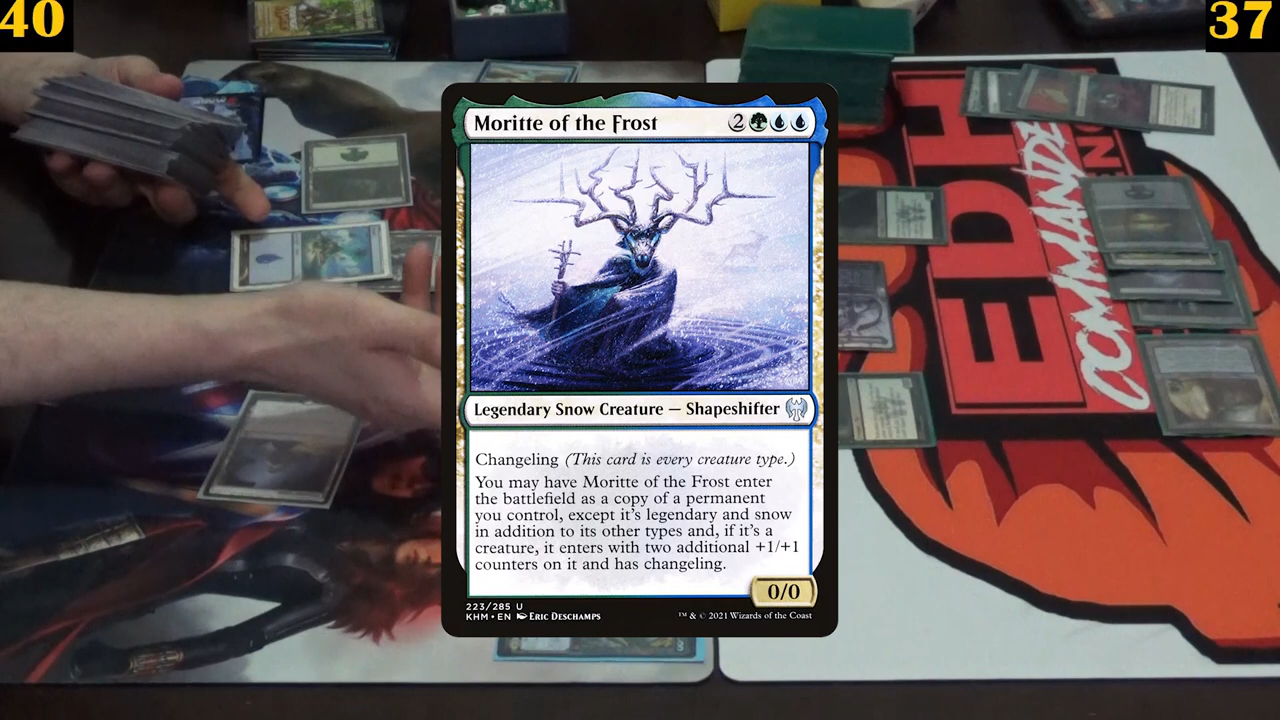 40
37
Moritte of the Frost
2
Legendary Snow Creature — Shapeshifter
Changeling (This card is every creature type.)
You may have Moritte of the Frost enter
the battlefield as a copy of a permanent
you control, except it's legendary and snow
in addition to its other types and, if it's a
creature, it enters with two additional +1/+1
counters on it and has changeling.
0/0
223/285 U
KHM • EN Eric Deschamps
™ & © 2021 Wizards of the Coast
EDH
COMMANDE